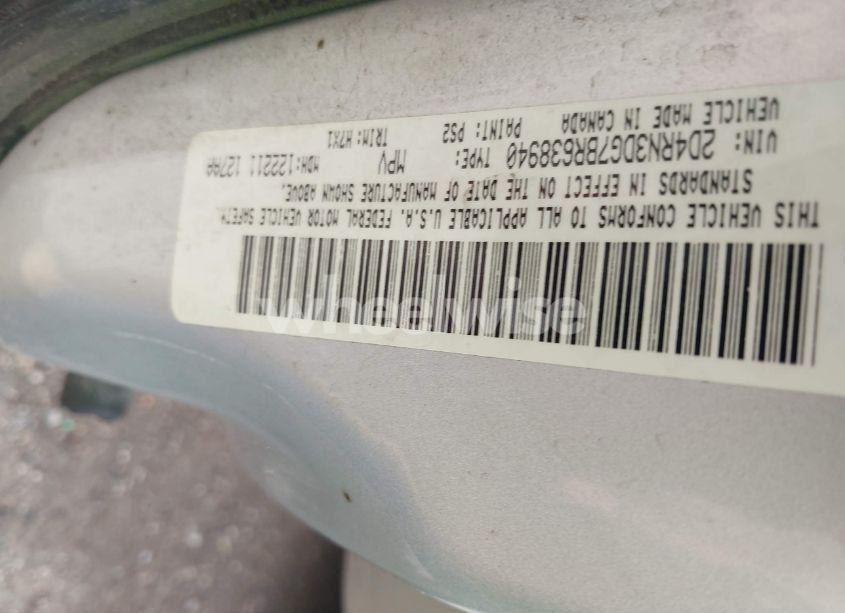 THIS VEHICLE CONFORMS TO ALL APPLICABLE U.S.A. FEDERAL MOTOR VEHICLE SAFETY
STANDARDS IN EFFECT ON THE DATE OF MANUFACTURE SHOWN ABOVE.
VIN: 2D4RN3DG7BR638940 TYPE: MPV MDH: 122211 127AA
VEHICLE MADE IN CANADA PAINT: PS2 TRIM: H7X1
wheelwise